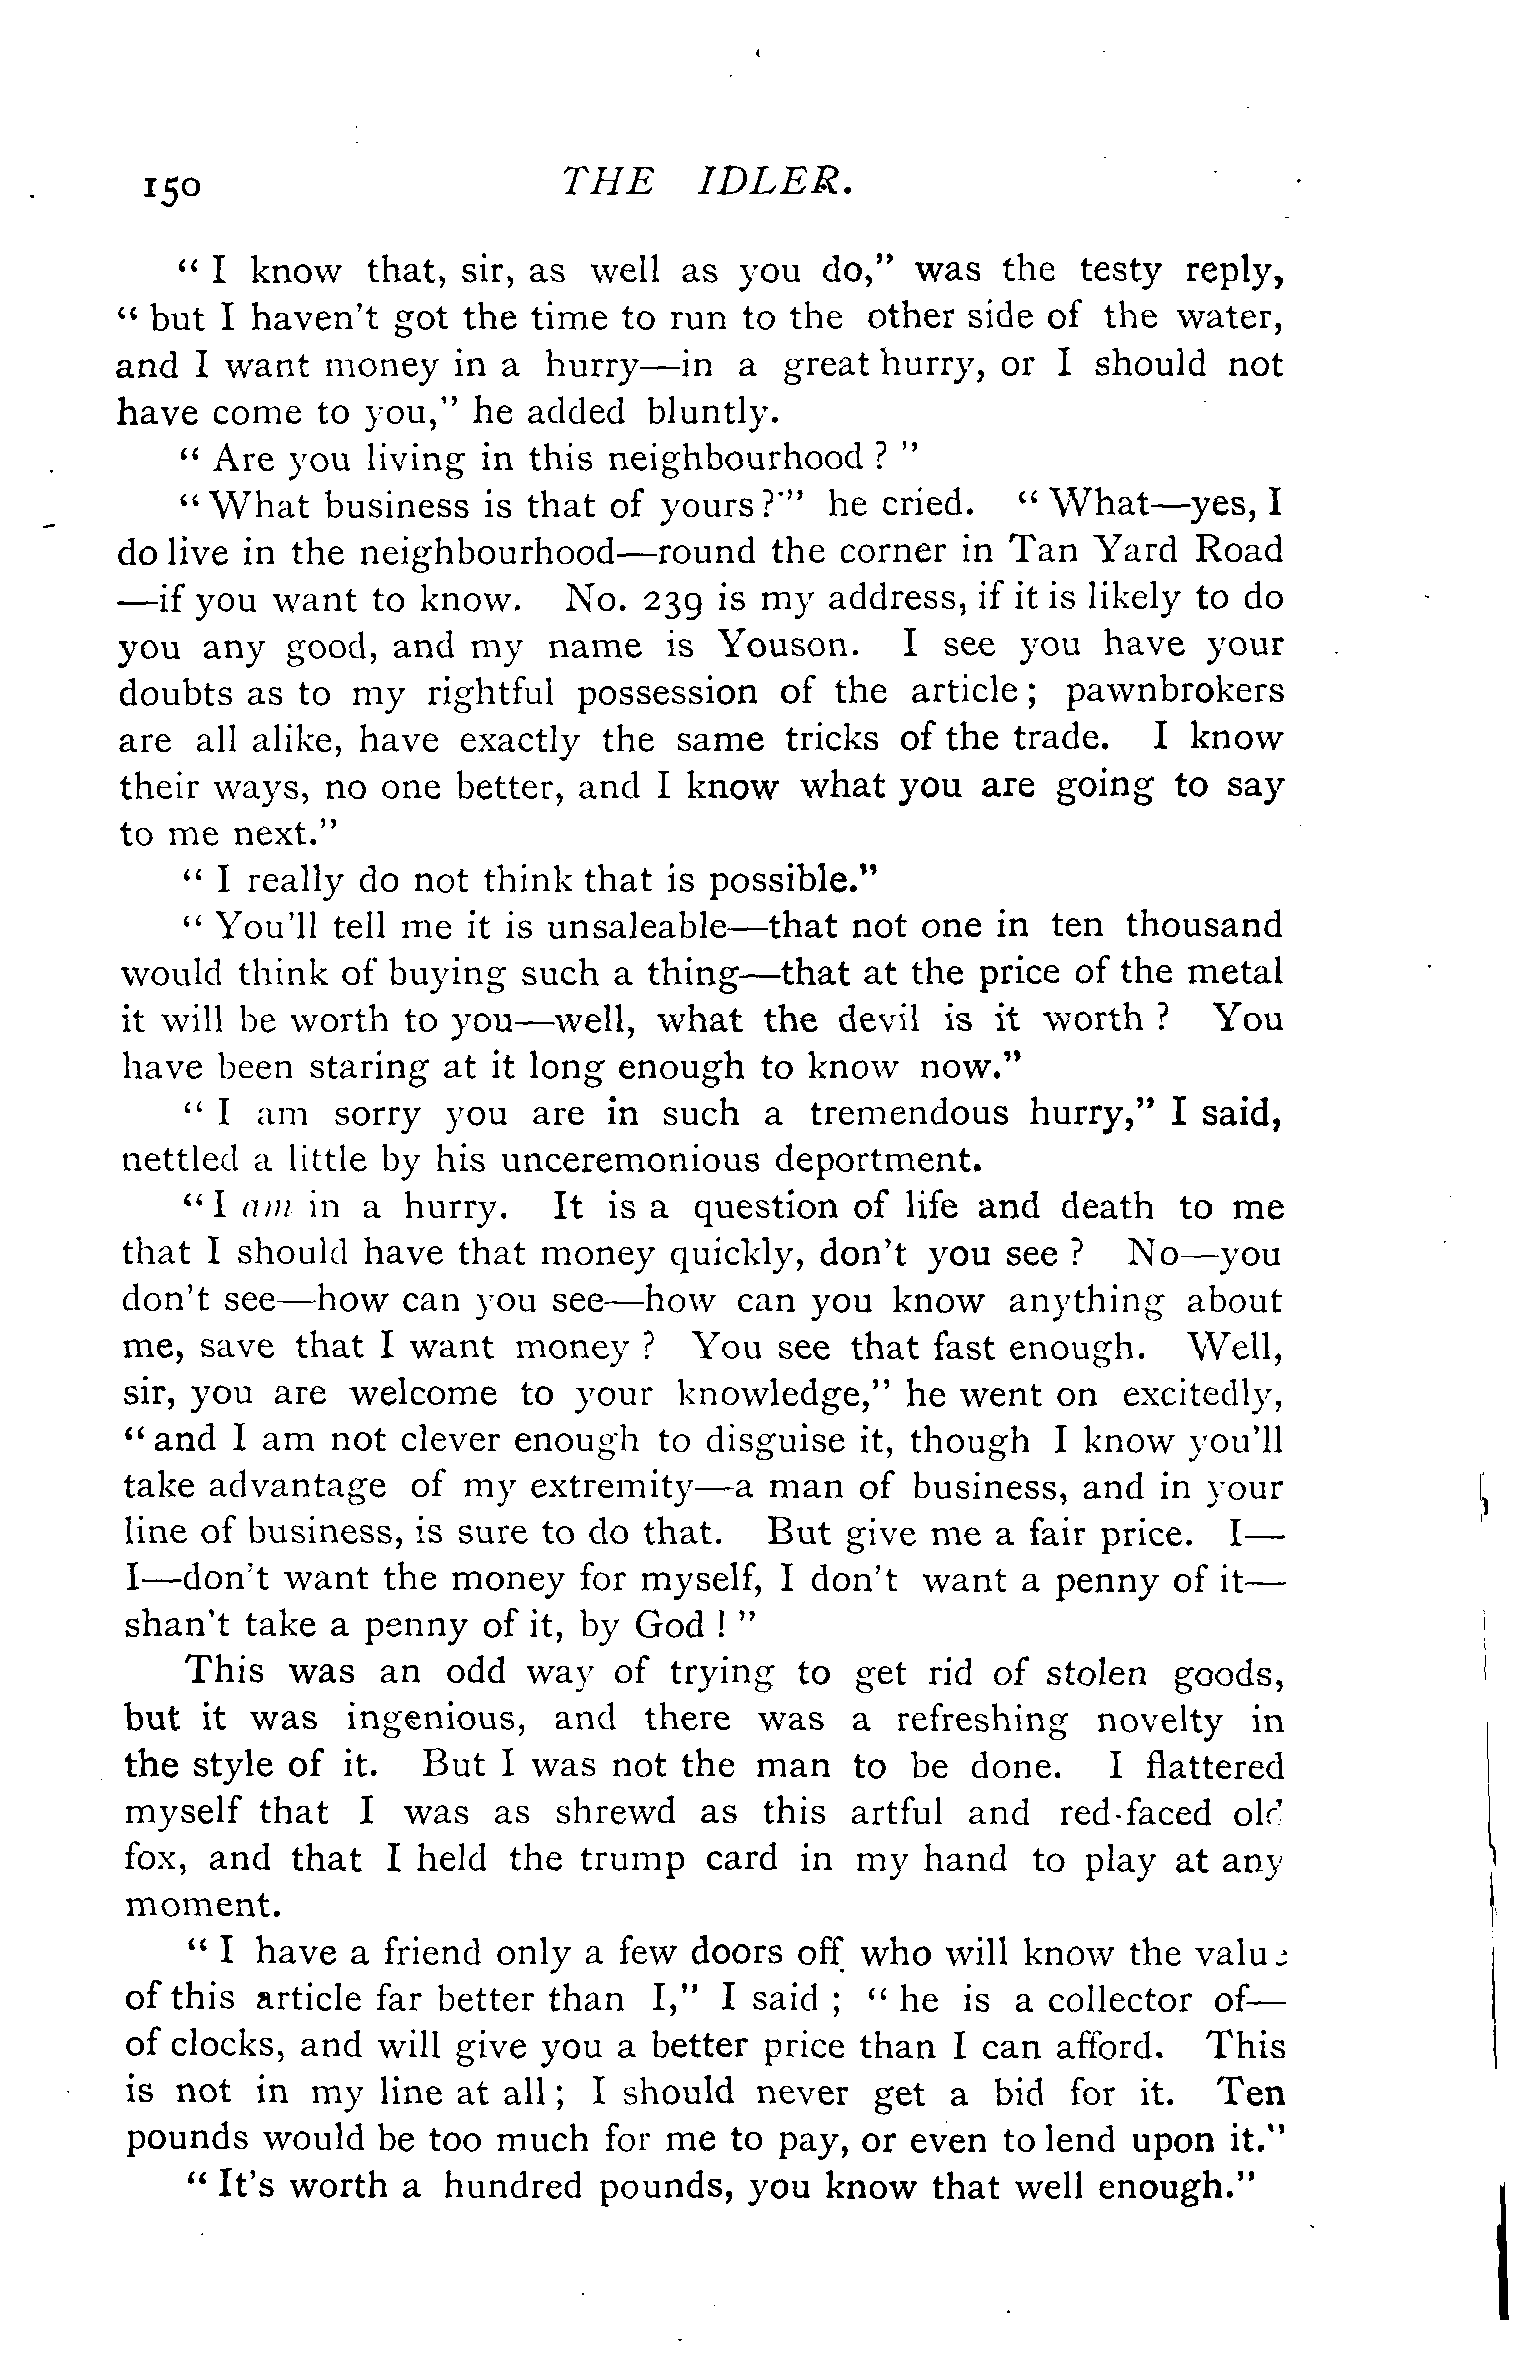 150 THE IDLER.
" I know that, sir, as well as you do," was the testy reply,
" but I haven't got the time to run to the other side of the water,
and I want money in a hurry—in a great hurry, or I should not
have come to you," he added bluntly.
" Are you living in this neighbourhood ? "
" What business is that of yours ?" he cried. " What—yes, I
do live in the neighbourhood—round the corner in Tan Yard Road
—if you want to know. No. 239 is my address, if it is likely to do
you any good, and my name is Youson. I see you have your
doubts as to my rightful possession of the article ; pawnbrokers
are all alike, have exactly the same tricks of the trade. I know
their ways, no one better, and I know what you are going to say
to me next."
" I really do not think that is possible."
" You'll tell me it is unsaleable—that not one in ten thousand
would think of buying such a thing—that at the price of the metal
it will be worth to you—well, what the devil is it worth ? You
have been staring at it long enough to know now."
" I am sorry you are in such a tremendous hurry," I said,
nettled a little by his unceremonious deportment.
" I am in a hurry. It is a question of life and death to me
that I should have that money quickly, don't you see ? No—you
don't see—how can you see—how can you know anything about
me, save that I want money ? You see that fast enough. Well,
sir, you are welcome to your knowledge," he went on excitedly,
" and I am not clever enough to disguise it, though I know you'll
take advantage of my extremity—a man of business, and in your
line of business, is sure to do that. But give me a fair price. I—
I—don't want the money for myself, I don't want a penny of it—
shan't take a penny of it, by God ! "
This was an odd way of trying to get rid of stolen goods,
but it was ingenious, and there was a refreshing novelty in
the style of it. But I was not the man to be done. I flattered
myself that I was as shrewd as this artful and red-faced old
fox, and that I held the trump card in my hand to play at any
moment.
" I have a friend only a few doors off who will know the value
of this article far better than I," I said ; " he is a collector of—
of clocks, and will give you a better price than I can afford. This
is not in my line at all ; I should never get a bid for it. Ten
pounds would be too much for me to pay, or even to lend upon it."
" It's worth a hundred pounds, you know that well enough."